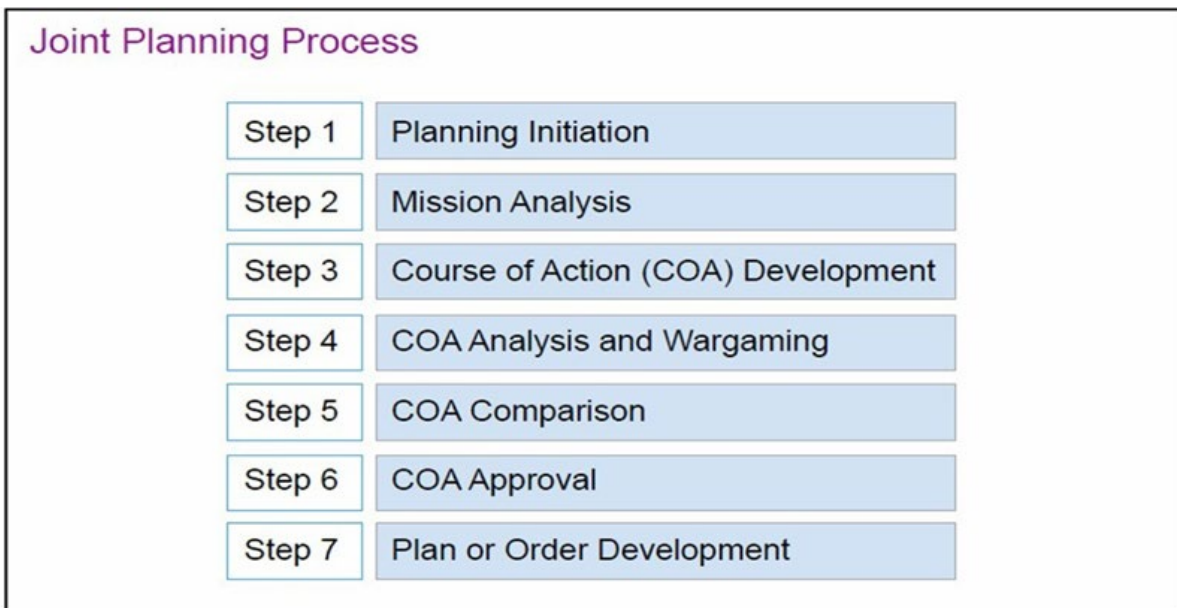 Joint Planning Process
Step 1 Planning Initiation
Step 2 Mission Analysis
Step 3 Course of Action (COA) Development
Step 4 COA Analysis and Wargaming
Step 5 COA Comparison
Step 6 COA Approval
Step 7 Plan or Order Development